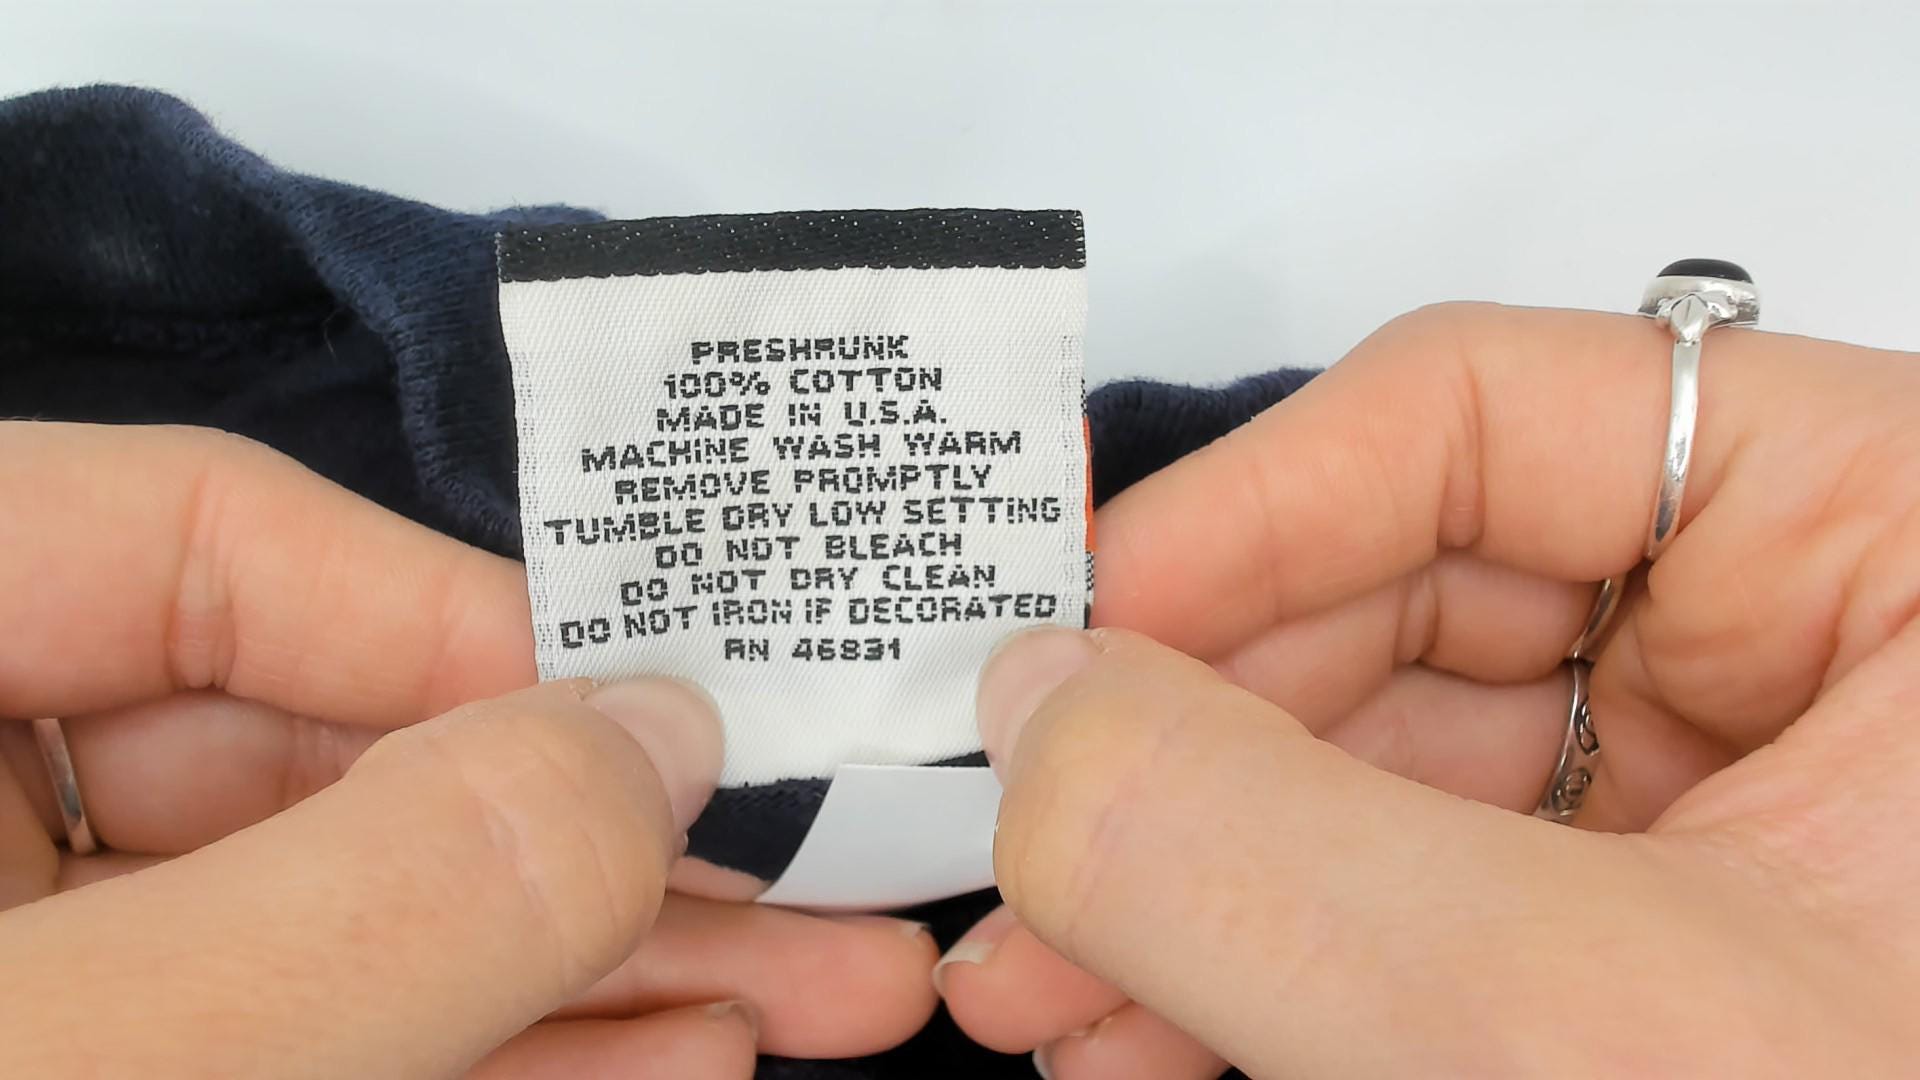 PRESHRUNK
100% COTTON
MADE IN U.S.A.
MACHINE WASH WARM
REMOVE PROMPTLY
TUMBLE DRY LOW SETTING
DO NOT BLEACH
DO NOT DRY CLEAN
DO NOT IRON IF DECORATED
RN 46831